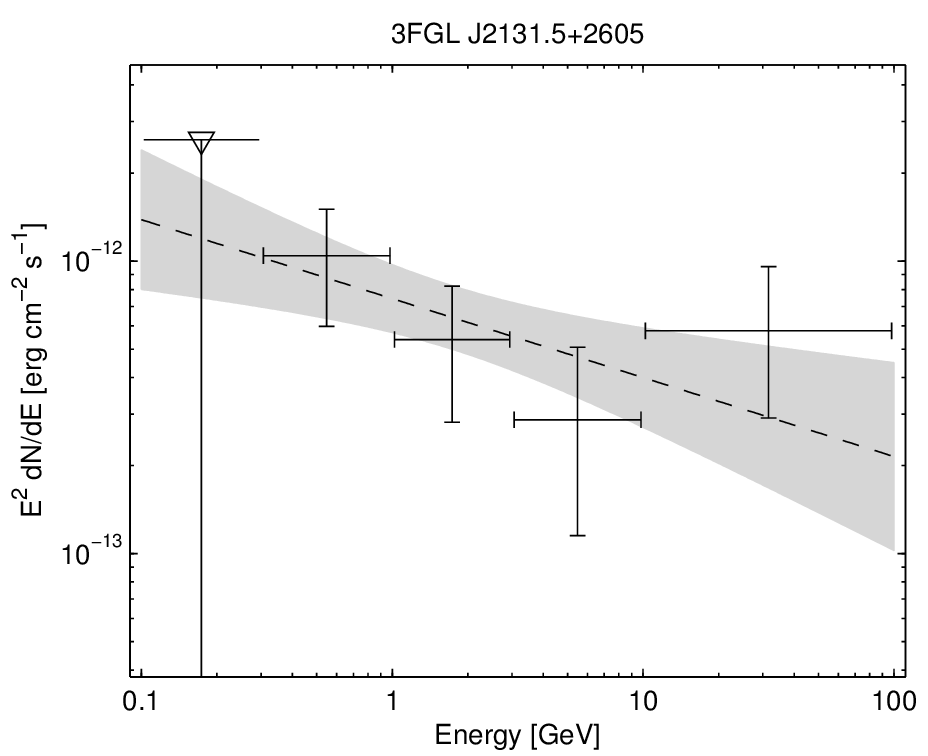 3FGL J2131.5+2605
E² dN/dE [erg cm⁻² s⁻¹]
10⁻¹²
10⁻¹³
0.1 1 10 100
Energy [GeV]